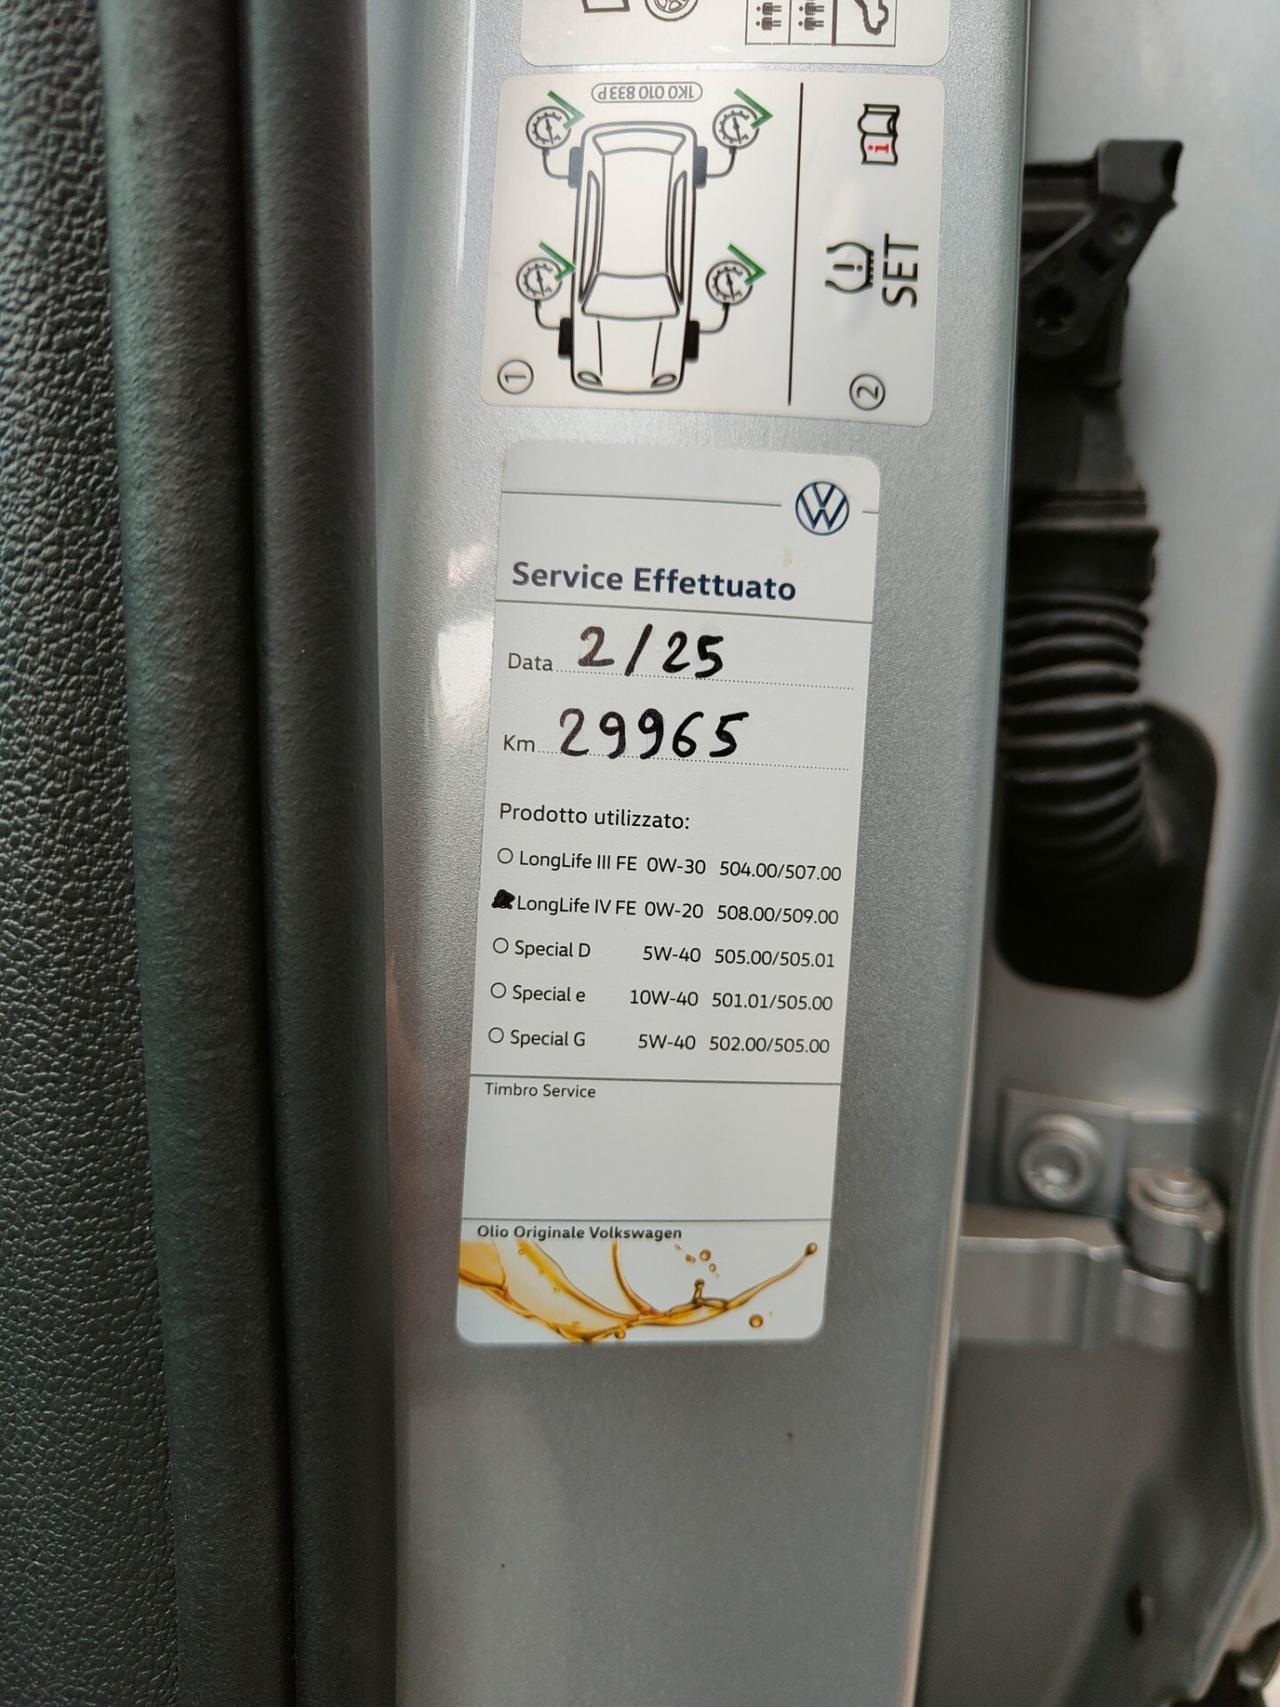 1K0 010 833 P
1
2
SET
Service Effettuato
Data 2/25
Km 29965
Prodotto utilizzato:
LongLife III FE 0W-30 504.00/507.00
LongLife IV FE 0W-20 508.00/509.00
Special D 5W-40 505.00/505.01
Special e 10W-40 501.01/505.00
Special G 5W-40 502.00/505.00
Timbro Service
Olio Originale Volkswagen